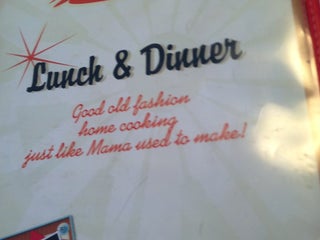 Lunch & Dinner
Good old fashion
home cooking
just like Mama used to make!